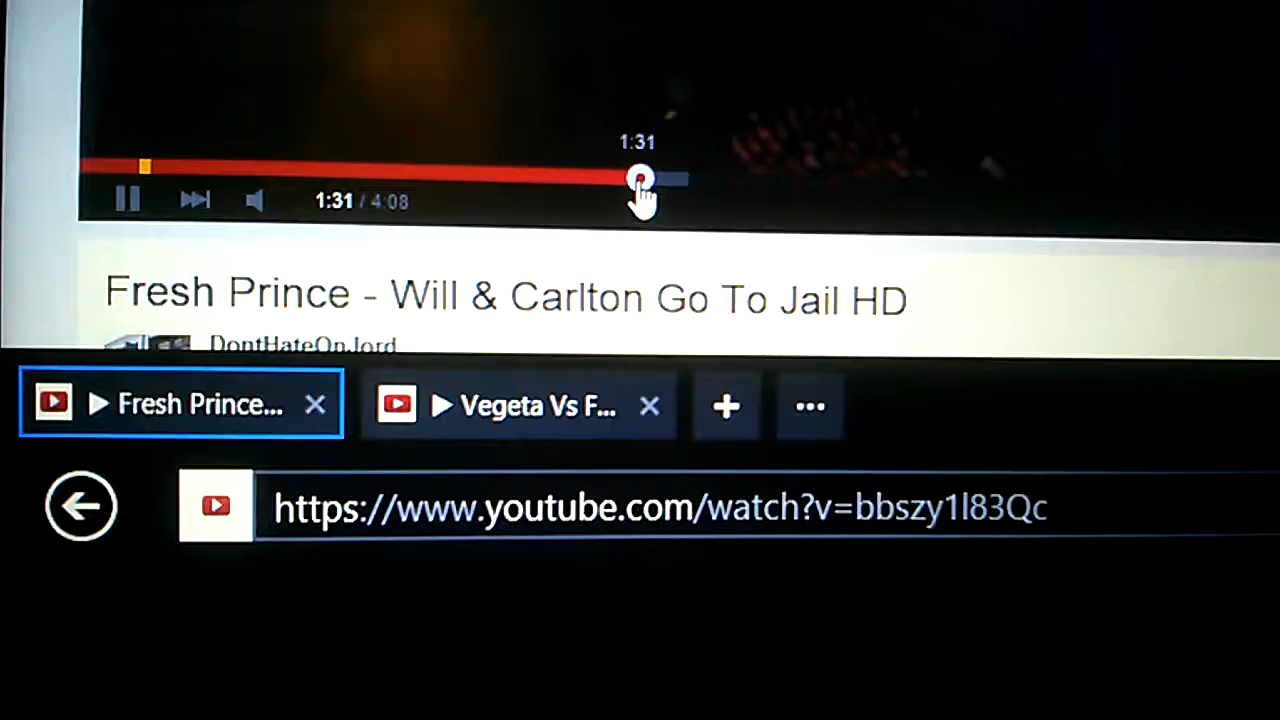 1:31
1:31 / 4:08
Fresh Prince - Will & Carlton Go To Jail HD
DontHateOnJord
Fresh Prince... Vegeta Vs F...
https://www.youtube.com/watch?v=bbszy1l83Qc